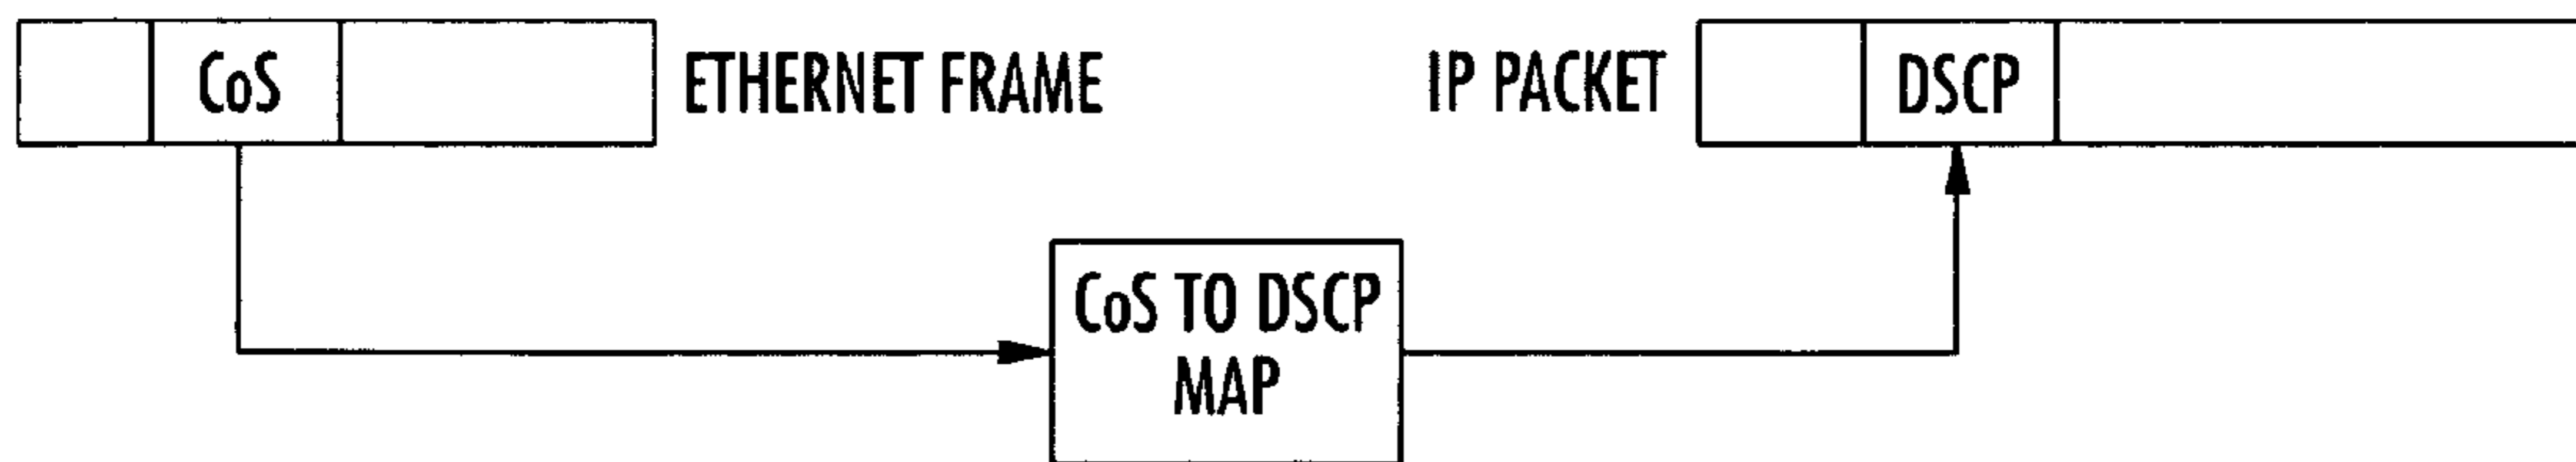 CoS
ETHERNET FRAME
IP PACKET
DSCP
CoS TO DSCP
MAP